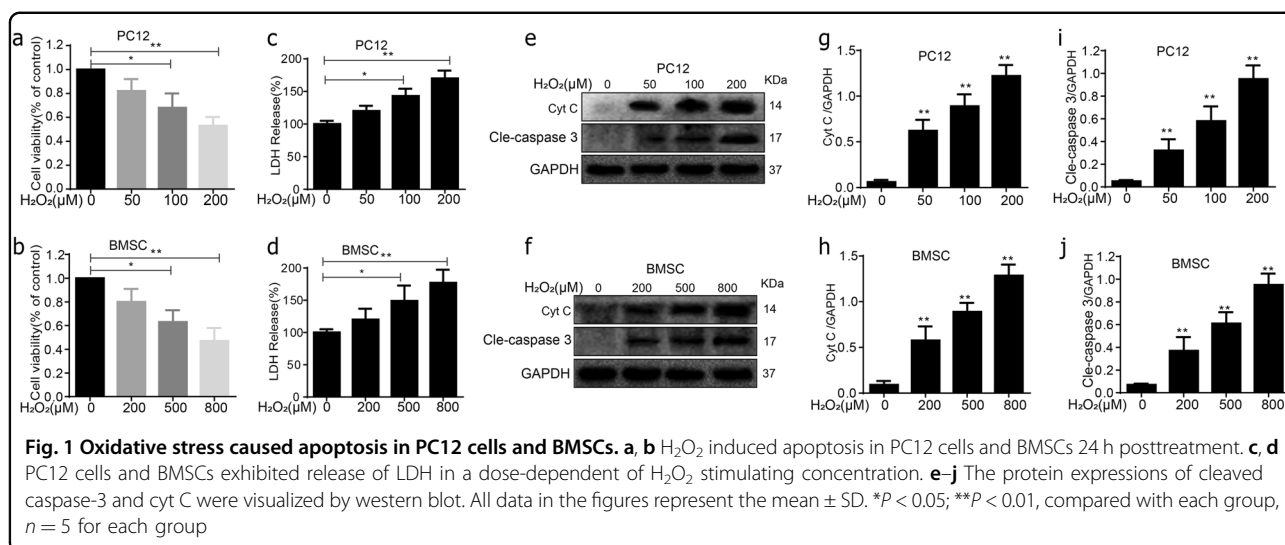 a
PC12
**
*
Cell viability(% of control)
1.2
1.0
0.8
0.6
0.4
0.2
0
H₂O₂(µM) 0 50 100 200
c
PC12
**
*
LDH Release(%)
200
150
100
50
0
H₂O₂(µM) 0 50 100 200
e
PC12
H₂O₂(µM) 0 50 100 200 KDa
Cyt C 14
Cle-caspase 3 17
GAPDH 37
g
PC12
Cyt C /GAPDH
1.5
1.0
0.5
0.0
** ** **
H₂O₂(µM) 0 50 100 200
i
PC12
Cle-caspase 3/GAPDH
1.2
1.0
0.8
0.6
0.4
0.2
0
** ** **
H₂O₂(µM) 0 50 100 200
b
BMSC
**
*
Cell viability(% of control)
1.2
1.0
0.8
0.6
0.4
0.2
0
H₂O₂(µM) 0 200 500 800
d
BMSC
**
*
LDH Release(%)
200
150
100
50
0
H₂O₂(µM) 0 200 500 800
f
BMSC
H₂O₂(µM) 0 200 500 800 KDa
Cyt C 14
Cle-caspase 3 17
GAPDH 37
h
BMSC
Cyt C /GAPDH
1.5
1.0
0.5
0.0
** ** **
H₂O₂(µM) 0 200 500 800
j
BMSC
Cle-caspase 3/GAPDH
1.2
1.0
0.8
0.6
0.4
0.2
0
** ** **
H₂O₂(µM) 0 200 500 800
Fig. 1 Oxidative stress caused apoptosis in PC12 cells and BMSCs. a, b H₂O₂ induced apoptosis in PC12 cells and BMSCs 24 h posttreatment. c, d
PC12 cells and BMSCs exhibited release of LDH in a dose-dependent of H₂O₂ stimulating concentration. e–j The protein expressions of cleaved
caspase-3 and cyt C were visualized by western blot. All data in the figures represent the mean ± SD. *P < 0.05; **P < 0.01, compared with each group,
n = 5 for each group